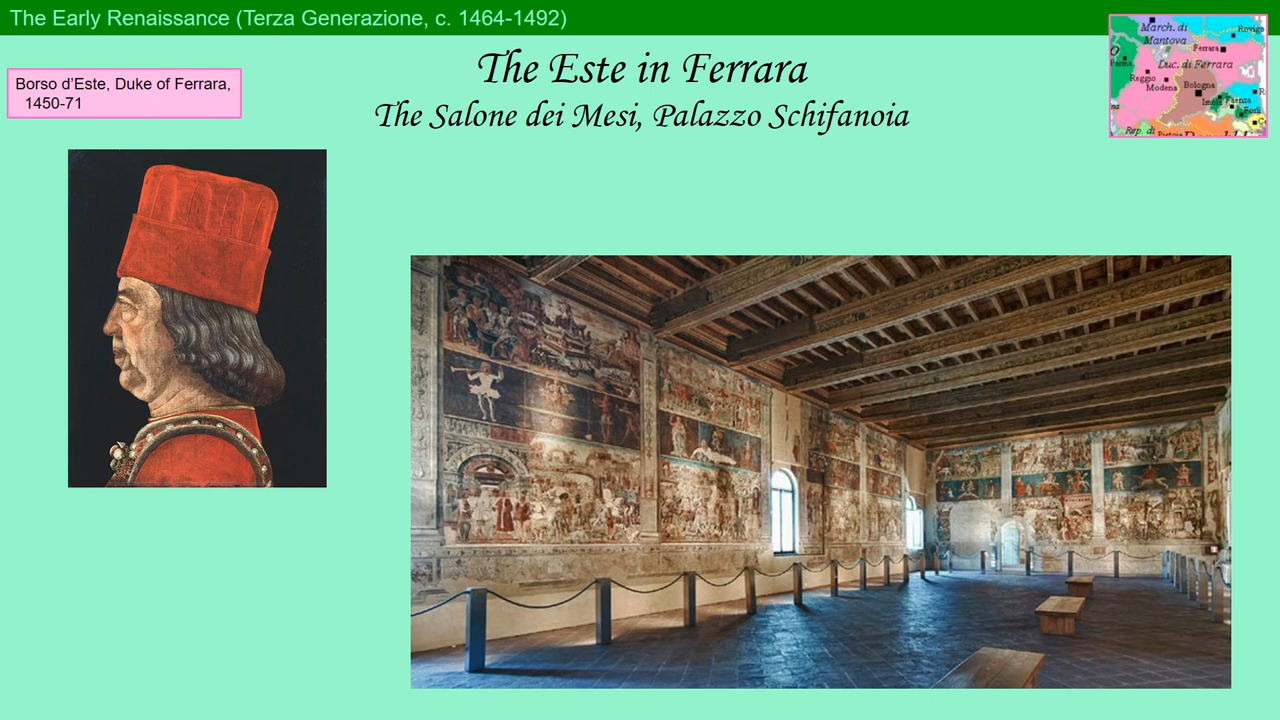 The Early Renaissance (Terza Generazione, c. 1464-1492)
The Este in Ferrara
The Salone dei Mesi, Palazzo Schifanoia
Borso d'Este, Duke of Ferrara,
1450-71
March. di
Mantova
Rovigo
Ferrara
Parma
Duc. di Ferrara
Reggio
Modena
Bologna
Imola
Faenza
Forlì
Rep. di
Pistoia